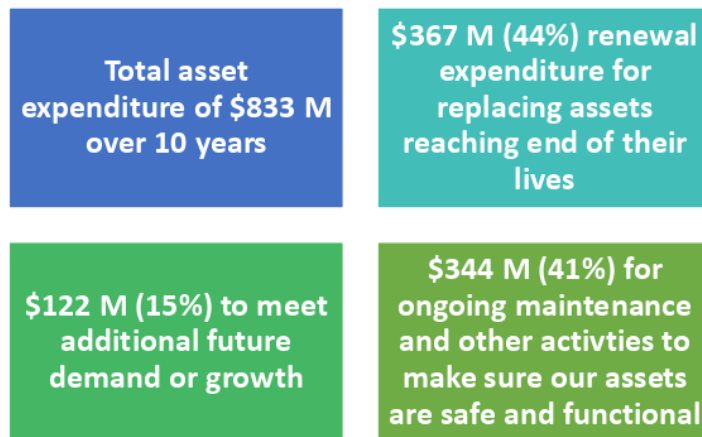 Total asset
expenditure of $833 M
over 10 years
$367 M (44%) renewal
expenditure for
replacing assets
reaching end of their
lives
$122 M (15%) to meet
additional future
demand or growth
$344 M (41%) for
ongoing maintenance
and other activties to
make sure our assets
are safe and functional